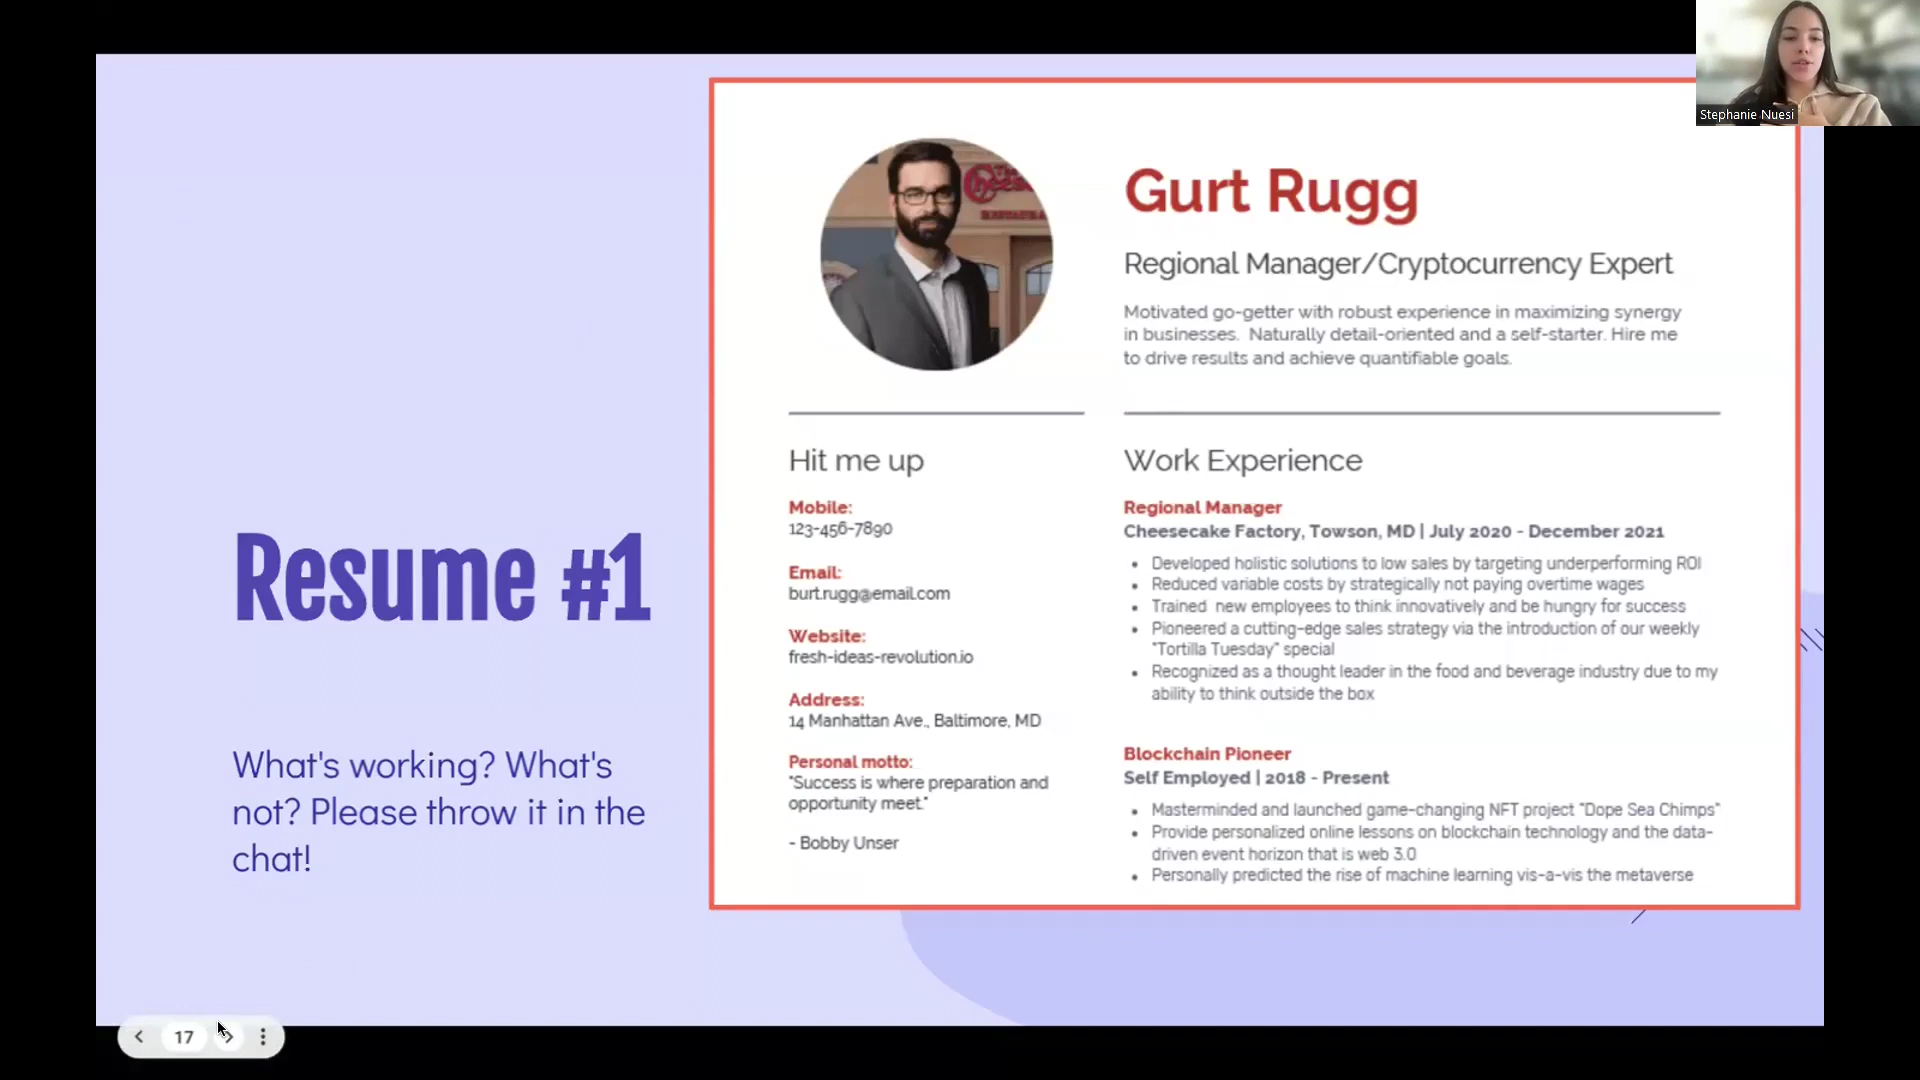 Stephanie Nuesi
Gurt Rugg
Regional Manager/Cryptocurrency Expert
Motivated go-getter with robust experience in maximizing synergy
in businesses. Naturally detail-oriented and a self-starter. Hire me
to drive results and achieve quantifiable goals.
Hit me up
Mobile:
123-456-7890
Email:
burt.rugg@email.com
Website:
fresh-ideas-revolution.io
Address:
14 Manhattan Ave., Baltimore, MD
Personal motto:
"Success is where preparation and
opportunity meet."
- Bobby Unser
Work Experience
Regional Manager
Cheesecake Factory, Towson, MD | July 2020 - December 2021
• Developed holistic solutions to low sales by targeting underperforming ROI
• Reduced variable costs by strategically not paying overtime wages
• Trained new employees to think innovatively and be hungry for success
• Pioneered a cutting-edge sales strategy via the introduction of our weekly
"Tortilla Tuesday" special
• Recognized as a thought leader in the food and beverage industry due to my
ability to think outside the box
Blockchain Pioneer
Self Employed | 2018 - Present
• Masterminded and launched game-changing NFT project "Dope Sea Chimps"
• Provide personalized online lessons on blockchain technology and the data-
driven event horizon that is web 3.0
• Personally predicted the rise of machine learning vis-a-vis the metaverse
Resume #1
What's working? What's
not? Please throw it in the
chat!
17